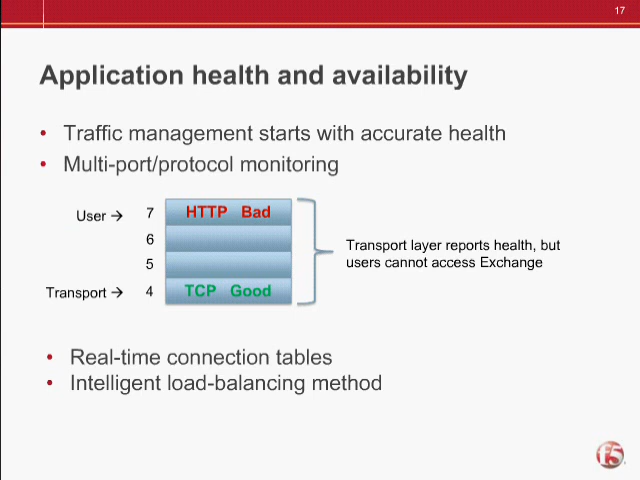 17
Application health and availability
• Traffic management starts with accurate health
• Multi-port/protocol monitoring
User → 7 HTTP Bad
6
5
Transport → 4 TCP Good
Transport layer reports health, but
users cannot access Exchange
• Real-time connection tables
• Intelligent load-balancing method
f5